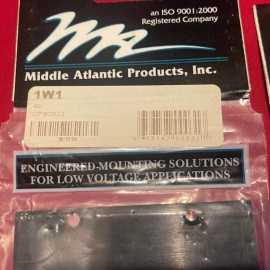 an ISO 9001:2000
Registered Company
Middle Atlantic Products, Inc.
1W1
ENGINEERED MOUNTING SOLUTIONS
FOR LOW VOLTAGE APPLICATIONS